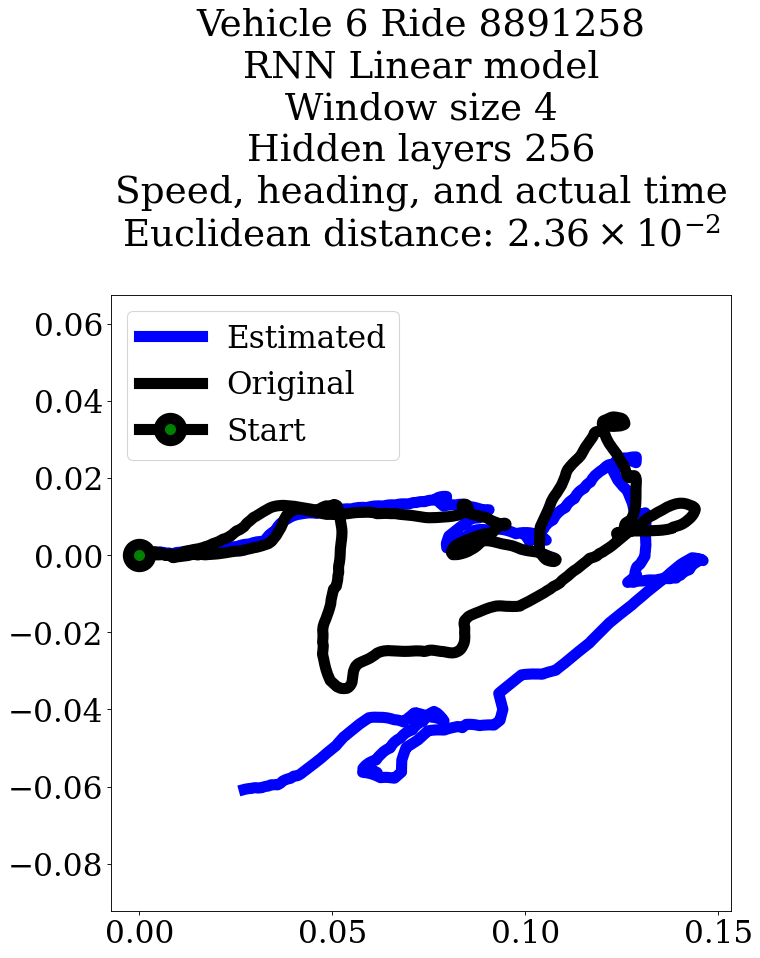 Vehicle 6 Ride 8891258
RNN Linear model
Window size 4
Hidden layers 256
Speed, heading, and actual time
Euclidean distance: 2.36 × 10⁻²
Estimated
Original
Start
0.06
0.04
0.02
0.00
−0.02
−0.04
−0.06
−0.08
0.00 0.05 0.10 0.15